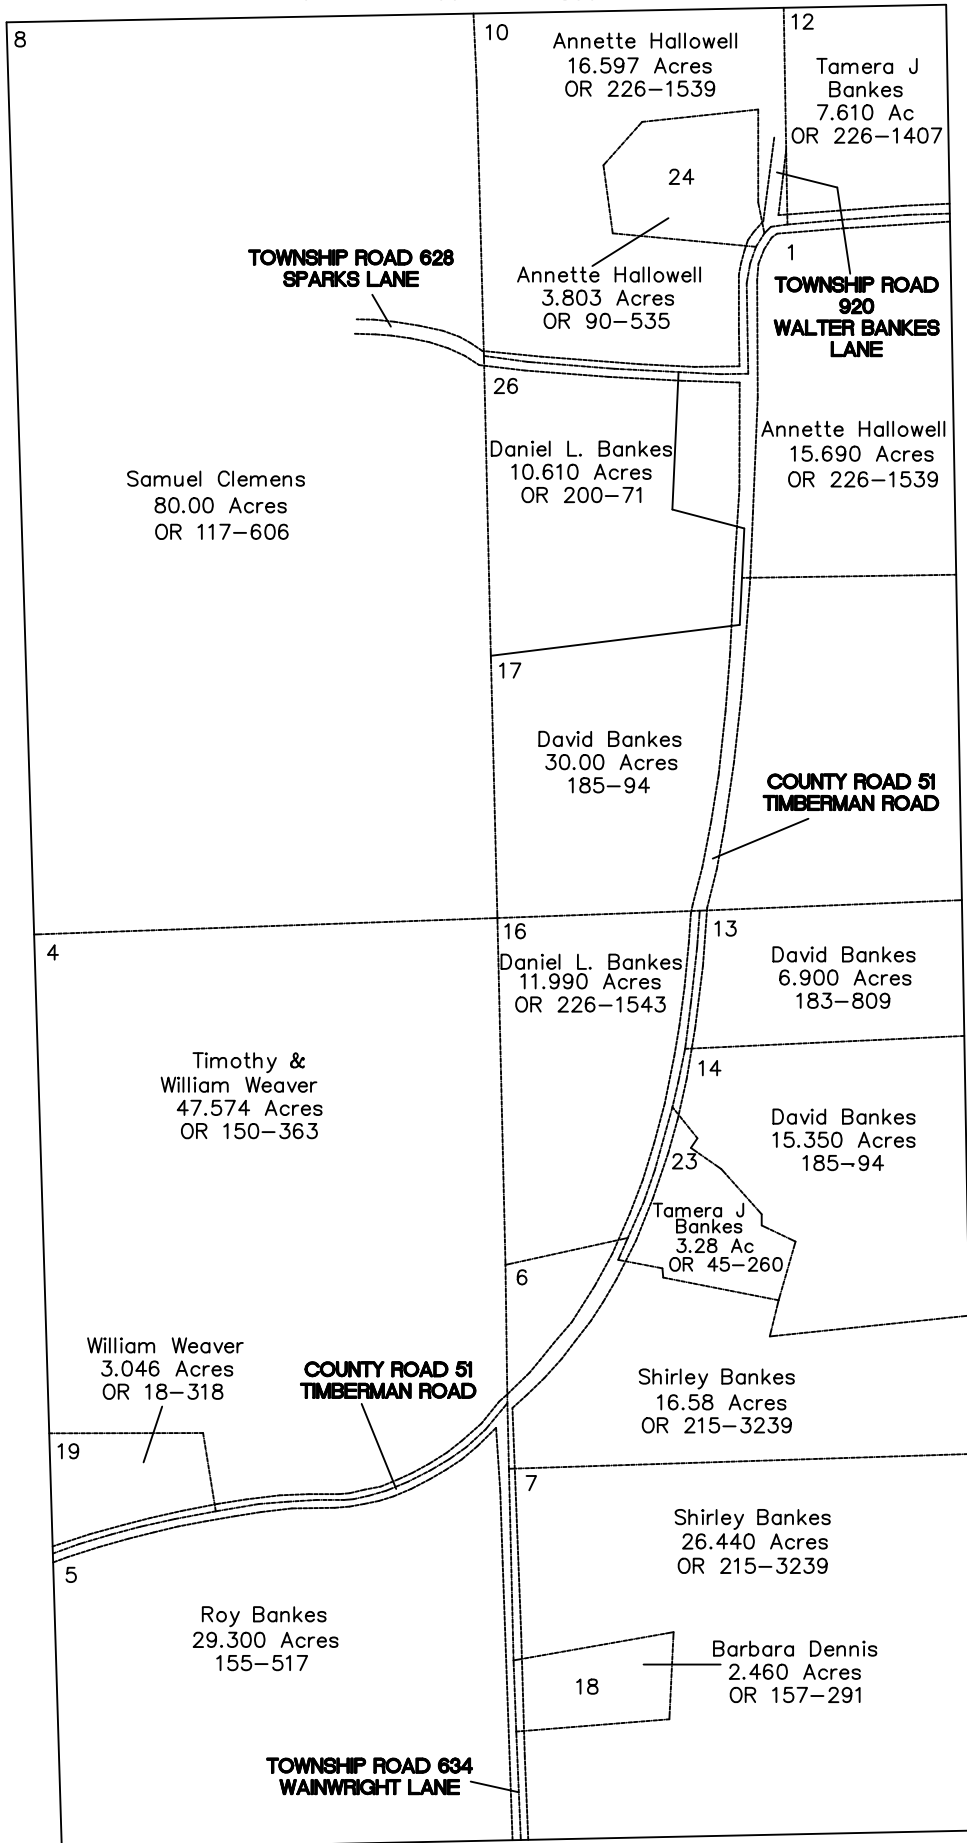 8
10
12
Annette Hallowell
16.597 Acres
OR 226-1539
Tamera J
Bankes
7.610 Ac
OR 226-1407
24
TOWNSHIP ROAD 628
SPARKS LANE
Annette Hallowell
3.803 Acres
OR 90-535
1
TOWNSHIP ROAD
920
WALTER BANKES
LANE
26
Samuel Clemens
80.00 Acres
OR 117-606
Daniel L. Bankes
10.610 Acres
OR 200-71
Annette Hallowell
15.690 Acres
OR 226-1539
17
David Bankes
30.00 Acres
185-94
COUNTY ROAD 51
TIMBERMAN ROAD
4
16
13
Daniel L. Bankes
11.990 Acres
OR 226-1543
David Bankes
6.900 Acres
183-809
Timothy &
William Weaver
47.574 Acres
OR 150-363
14
David Bankes
15.350 Acres
185-94
23
Tamera J
Bankes
3.28 Ac
OR 45-260
6
William Weaver
3.046 Acres
OR 18-318
COUNTY ROAD 51
TIMBERMAN ROAD
Shirley Bankes
16.58 Acres
OR 215-3239
19
7
Shirley Bankes
26.440 Acres
OR 215-3239
5
Roy Bankes
29.300 Acres
155-517
18
Barbara Dennis
2.460 Acres
OR 157-291
TOWNSHIP ROAD 634
WAINWRIGHT LANE